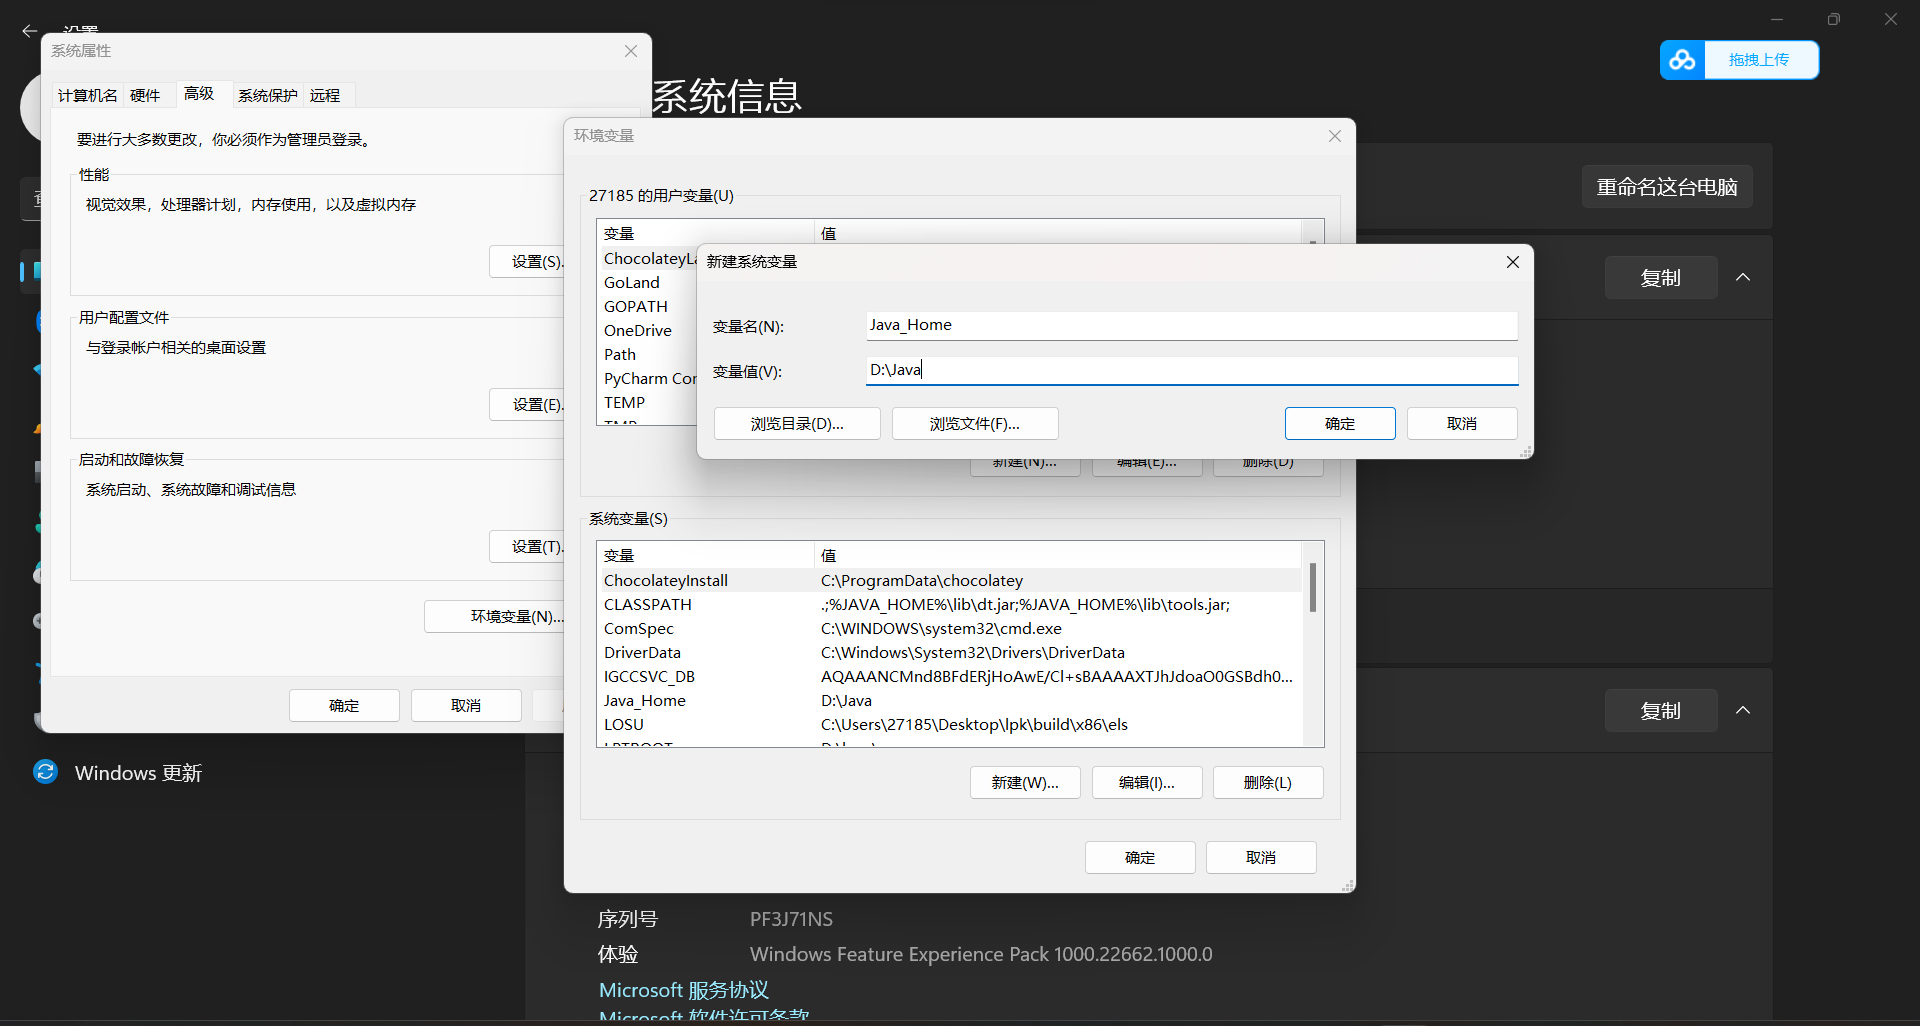 系统属性
计算机名 硬件 高级 系统保护 远程
要进行大多数更改，你必须作为管理员登录。
性能
视觉效果，处理器计划，内存使用，以及虚拟内存
设置(S).
用户配置文件
与登录帐户相关的桌面设置
设置(E).
启动和故障恢复
系统启动、系统故障和调试信息
设置(T).
环境变量(N)...
确定 取消
Windows 更新
系统信息
拖拽上传
重命名这台电脑
复制
复制
环境变量
27185 的用户变量(U)
变量 值
ChocolateyLa
GoLand
GOPATH
OneDrive
Path
PyCharm Cor
TEMP
新建(N)... 编辑(E)... 删除(D)
新建系统变量
变量名(N): Java_Home
变量值(V): D:\Java
浏览目录(D)... 浏览文件(F)... 确定 取消
系统变量(S)
变量 值
ChocolateyInstall C:\ProgramData\chocolatey
CLASSPATH .;%JAVA_HOME%\lib\dt.jar;%JAVA_HOME%\lib\tools.jar;
ComSpec C:\WINDOWS\system32\cmd.exe
DriverData C:\Windows\System32\Drivers\DriverData
IGCCSVC_DB AQAAANCMnd8BFdERjHoAwE/Cl+sBAAAAXTJhJdoaO0GSBdh0...
Java_Home D:\Java
LOSU C:\Users\27185\Desktop\lpk\build\x86\els
新建(W)... 编辑(I)... 删除(L)
确定 取消
序列号 PF3J71NS
体验 Windows Feature Experience Pack 1000.22662.1000.0
Microsoft 服务协议
Microsoft 软件许可条款